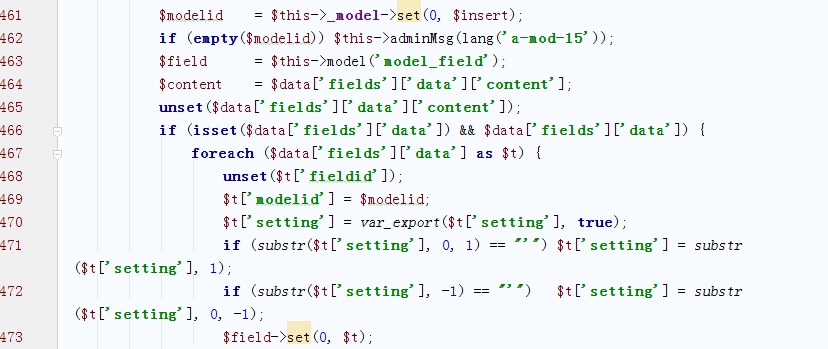 461 $modelid = $this->_model->set(0, $insert);
462 if (empty($modelid)) $this->adminMsg(lang('a-mod-15'));
463 $field = $this->model('model_field');
464 $content = $data['fields']['data']['content'];
465 unset($data['fields']['data']['content']);
466 if (isset($data['fields']['data']) && $data['fields']['data']) {
467 foreach ($data['fields']['data'] as $t) {
468 unset($t['fieldid']);
469 $t['modelid'] = $modelid;
470 $t['setting'] = var_export($t['setting'], true);
471 if (substr($t['setting'], 0, 1) == "'") $t['setting'] = substr
($t['setting'], 1);
472 if (substr($t['setting'], -1) == "'") $t['setting'] = substr
($t['setting'], 0, -1);
473 $field->set(0, $t);